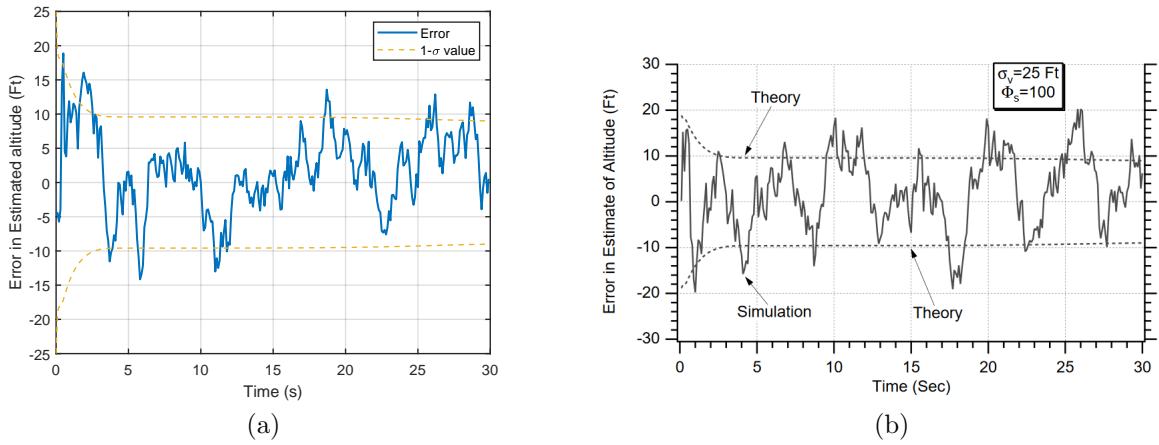 25
20
15
10
5
0
-5
-10
-15
-20
-25
0 5 10 15 20 25 30
Error in Estimated altitude (Ft)
Time (s)
Error
1-σ value
(a)
30
20
10
0
-10
-20
-30
0 5 10 15 20 25 30
Error in Estimate of Altitude (Ft)
Time (Sec)
σv=25 Ft
Φs=100
Theory
Simulation
Theory
(b)